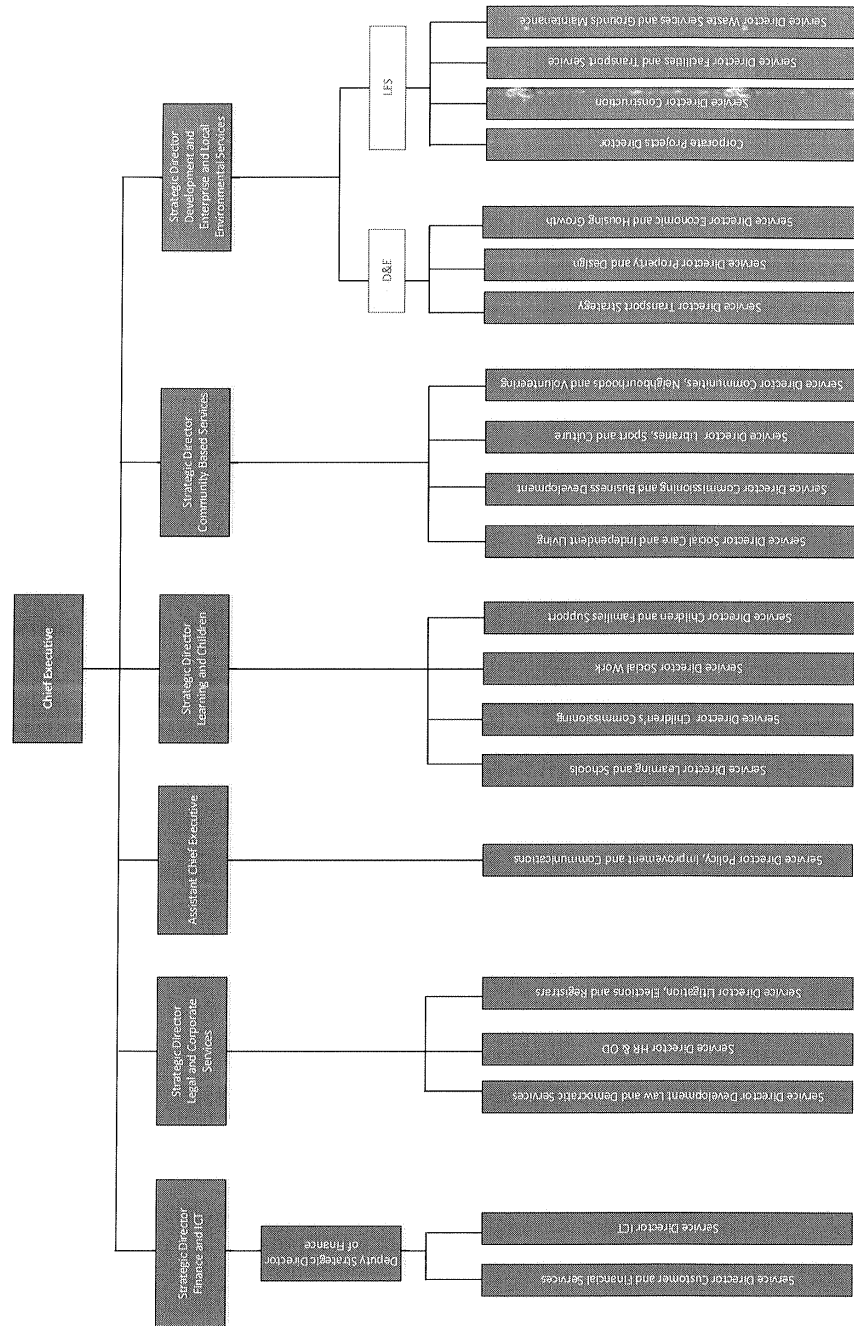 Chief Executive
Strategic Director
Finance and ICT
Deputy Strategic Director
of Finance
Service Director Customer and Financial Services
Service Director ICT
Strategic Director
Legal and Corporate
Services
Service Director Development Law and Democratic Services
Service Director HR & OD
Service Director Litigation, Elections and Registrars
Assistant Chief Executive
Service Director Policy, Improvement and Communications
Strategic Director
Learning and Children
Service Director Learning and Schools
Service Director Children's Commissioning
Service Director Social Work
Service Director Children and Families Support
Strategic Director
Community Based Services
Service Director Social Care and Independent Living
Service Director Commissioning and Business Development
Service Director Libraries, Sport and Culture
Service Director Communities, Neighbourhoods and Volunteering
Strategic Director
Development and
Enterprise and Local
Environmental Services
D&E
Service Director Transport Strategy
Service Director Property and Design
Service Director Economic and Housing Growth
LES
Corporate Projects Director
Service Director Construction
Service Director Facilities and Transport Service
Service Director Waste Services and Grounds Maintenance